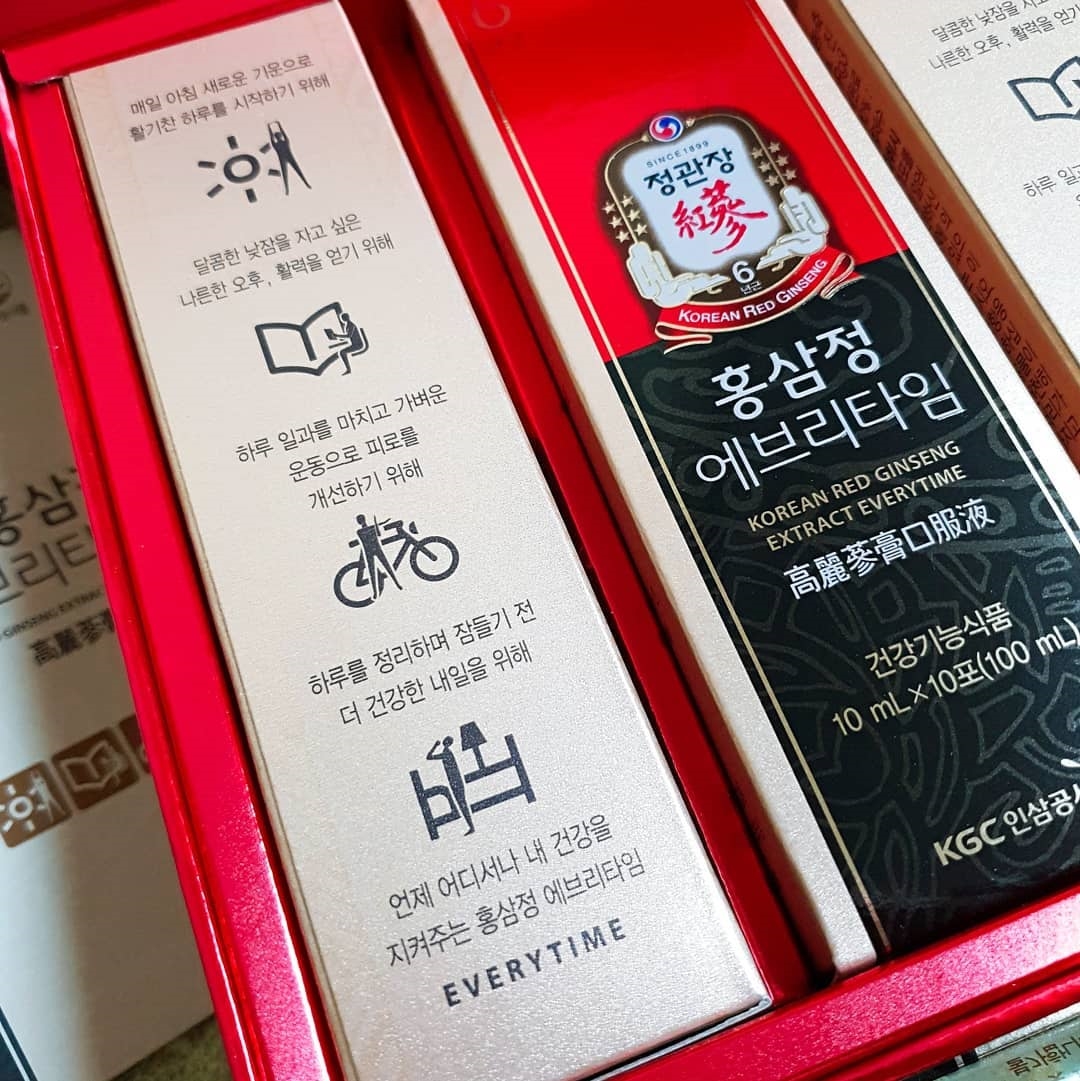 매일 아침 새로운 기운으로
활기찬 하루를 시작하기 위해
달콤한 낮잠을 자고 싶은
나른한 오후, 활력을 얻기 위해
하루 일과를 마치고 가벼운
운동으로 피로를
개선하기 위해
하루를 정리하며 잠들기 전
더 건강한 내일을 위해
언제 어디서나 내 건강을
지켜주는 홍삼정 에브리타임
EVERYTIME
SINCE 1899
정관장
紅蔘
6
년근
KOREAN RED GINSENG
홍삼정
에브리타임
KOREAN RED GINSENG
EXTRACT EVERYTIME
高麗蔘膏口服液
건강기능식품
10 mL×10포(100 mL)
KGC 인삼공
달콤한 낮잠을 자고
나른한 오후, 활력을 얻
하루 일과
홍삼
브리타
GINSENG EXTRACT
高麗蔘